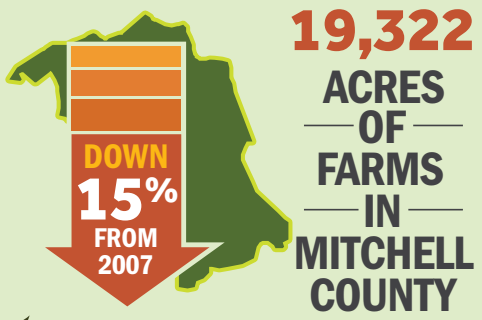 19,322
ACRES
OF
FARMS
IN
MITCHELL
COUNTY
DOWN
15%
FROM
2007